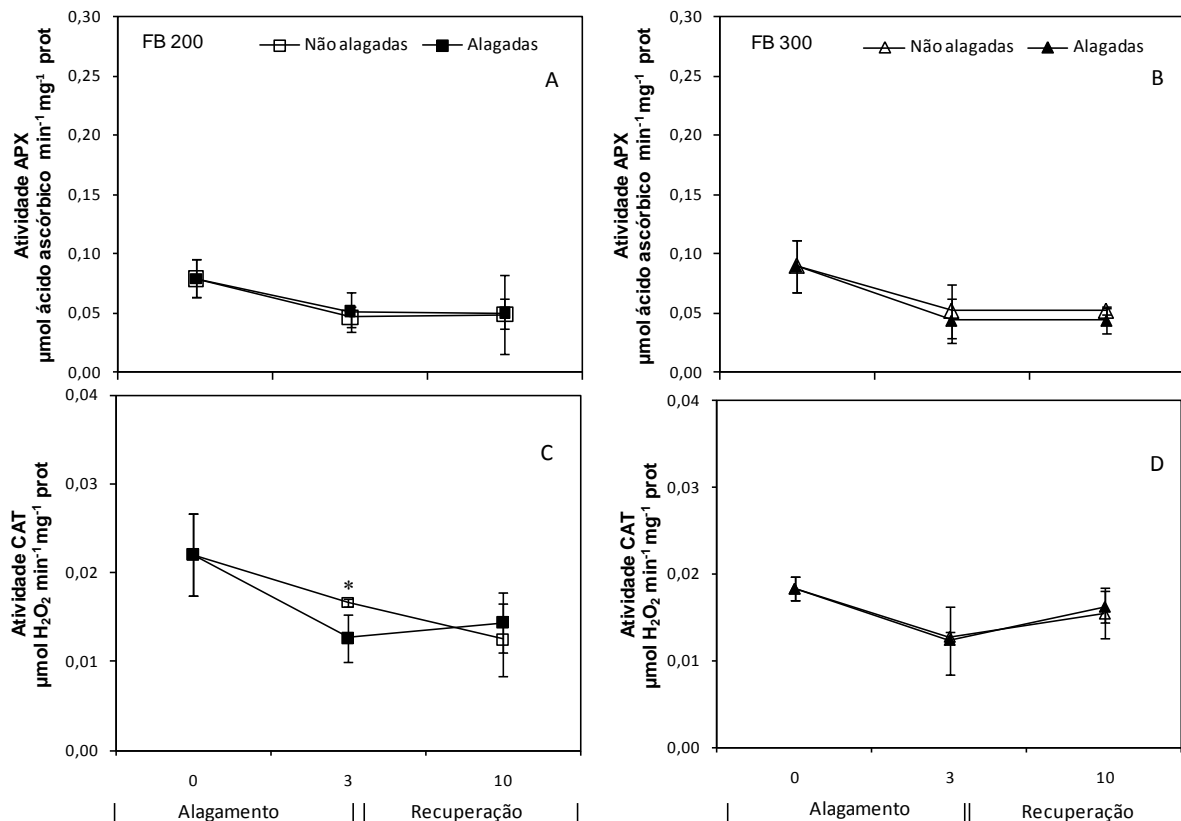 FB 200
Não alagadas
Alagadas
A
0,30
0,25
0,20
0,15
0,10
0,05
0,00
Atividade APX
µmol ácido ascórbico min⁻¹ mg⁻¹ prot
FB 300
Não alagadas
Alagadas
B
0,30
0,25
0,20
0,15
0,10
0,05
0,00
Atividade APX
µmol ácido ascórbico min⁻¹ mg⁻¹ prot
C
*
0,04
0,03
0,02
0,01
0,00
Atividade CAT
µmol H₂O₂ min⁻¹ mg⁻¹ prot
0 3 10
| Alagamento || Recuperação |
D
0,04
0,03
0,02
0,01
0,00
Atividade CAT
µmol H₂O₂ min⁻¹ mg⁻¹ prot
0 3 10
| Alagamento || Recuperação |